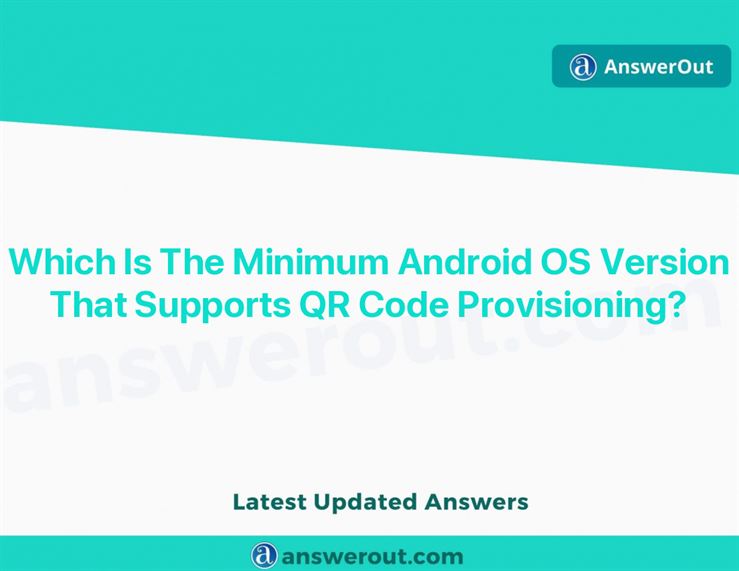 AnswerOut
Which Is The Minimum Android OS Version
That Supports QR Code Provisioning?
answerout.com
Latest Updated Answers
answerout.com